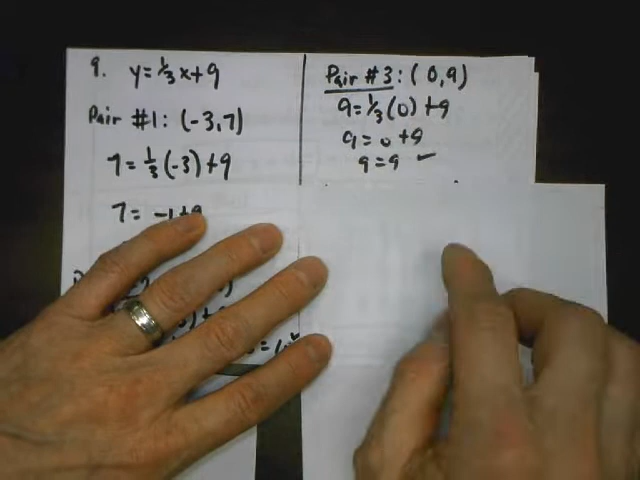 9. y=⅓x+9
Pair #1: (-3,7)
7=⅓(-3)+9
7= -1+9
Pair #3: (0,9)
9=⅓(0)+9
9=0+9
9=9 ✓